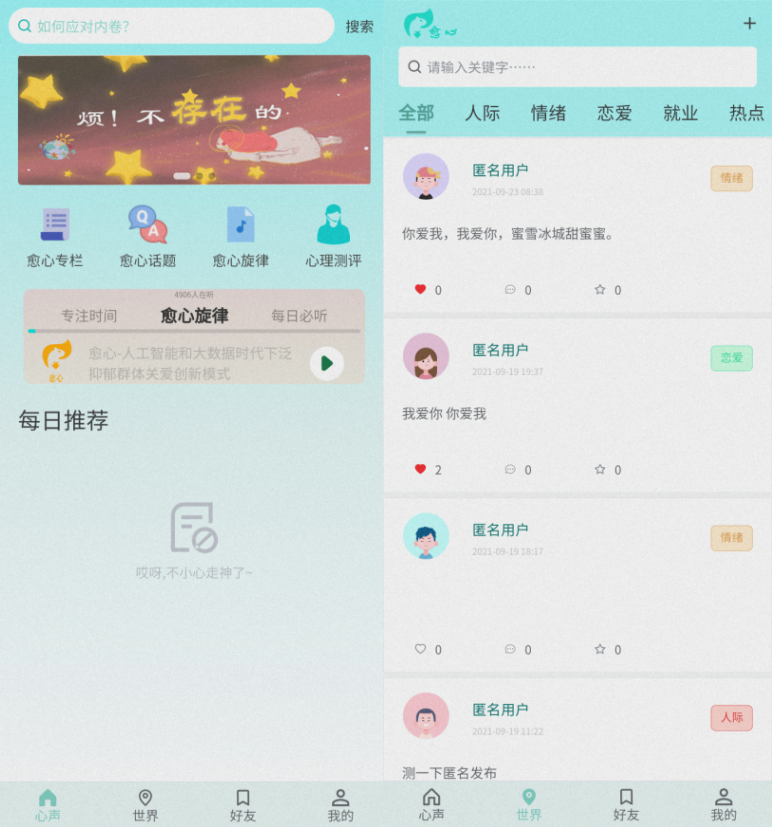 如何应对内卷?
搜索
烦! 不存在的
愈心专栏
愈心话题
愈心旋律
心理测评
4906人在听
专注时间
愈心旋律
每日必听
愈心-人工智能和大数据时代下泛
抑郁群体关爱创新模式
愈心
每日推荐
哎呀,不小心走神了~
心声
世界
好友
我的
愈心
+
请输入关键字……
全部
人际
情绪
恋爱
就业
热点
匿名用户
2021-09-23 08:38
情绪
你爱我，我爱你，蜜雪冰城甜蜜蜜。
0
0
0
匿名用户
2021-09-19 19:37
恋爱
我爱你 你爱我
2
0
0
匿名用户
2021-09-19 18:17
情绪
0
0
0
匿名用户
2021-09-19 11:22
人际
测一下匿名发布
心声
世界
好友
我的